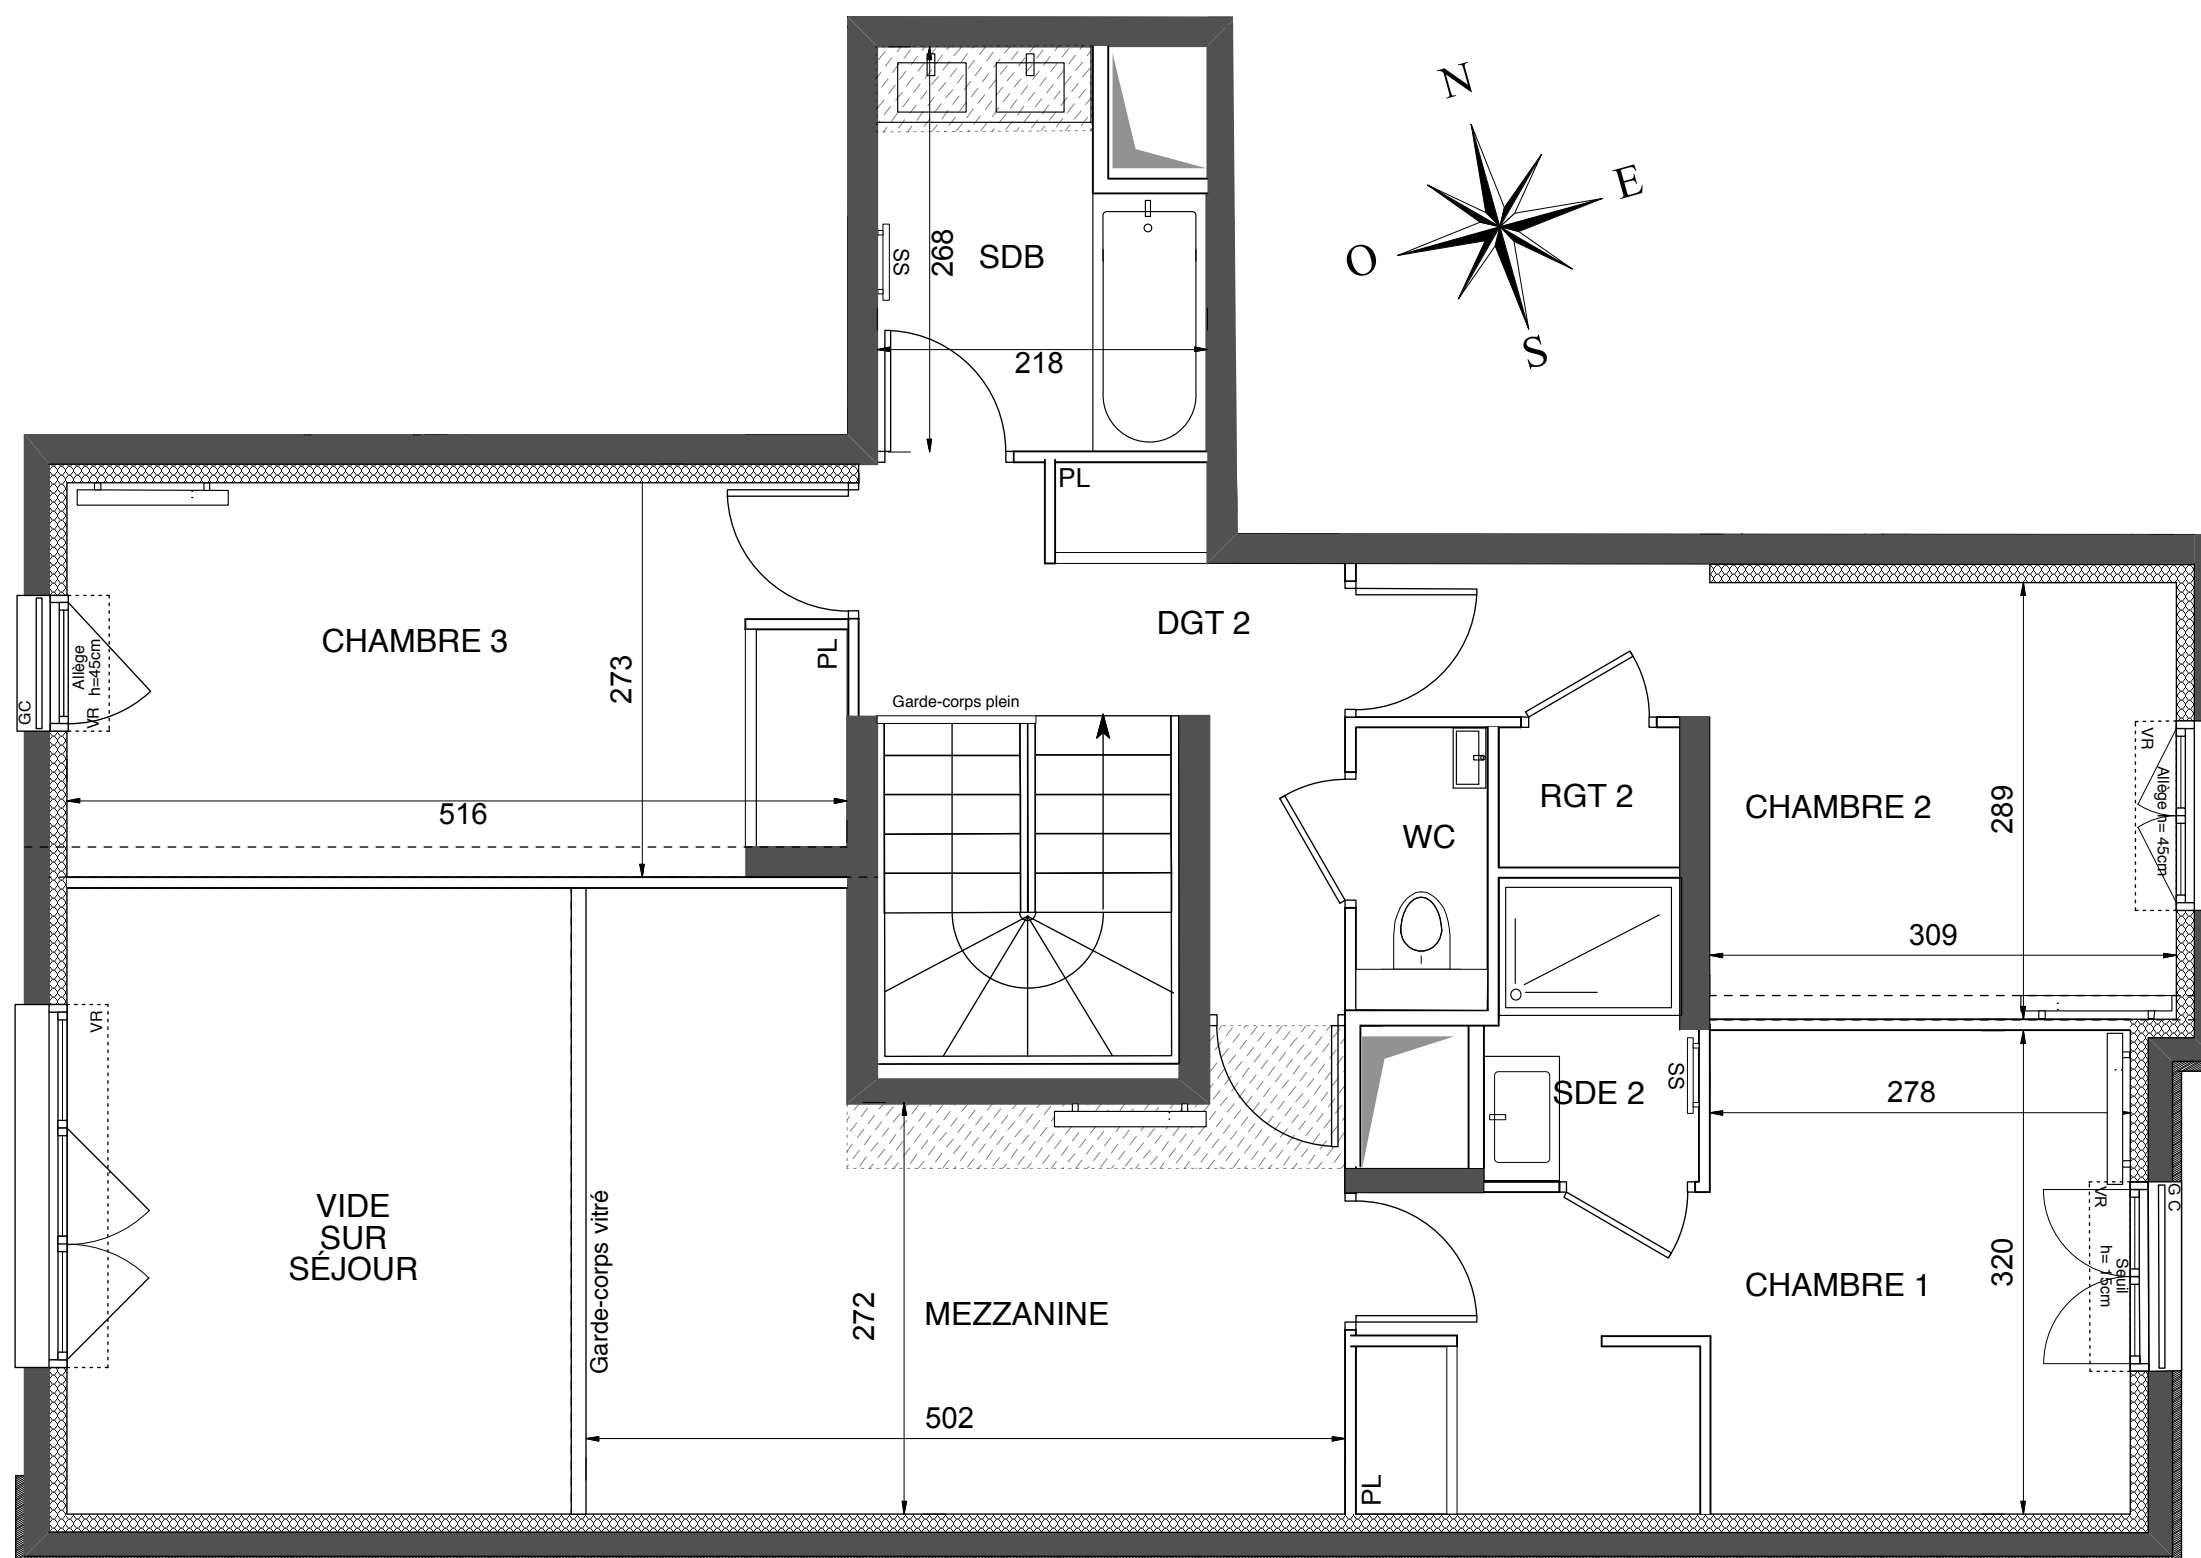 N
E
O
S
SS
268
SDB
218
PL
CHAMBRE 3
273
PL
DGT 2
GC
Allège
h=45cm
VR
Garde-corps plein
516
WC
RGT 2
CHAMBRE 2
289
VR
Allège h= 45cm
309
VR
SDE 2
SS
278
VIDE
SUR
SÉJOUR
Garde-corps vitré
272
MEZZANINE
502
PL
CHAMBRE 1
320
VR
G C
Seuil
h= 15cm